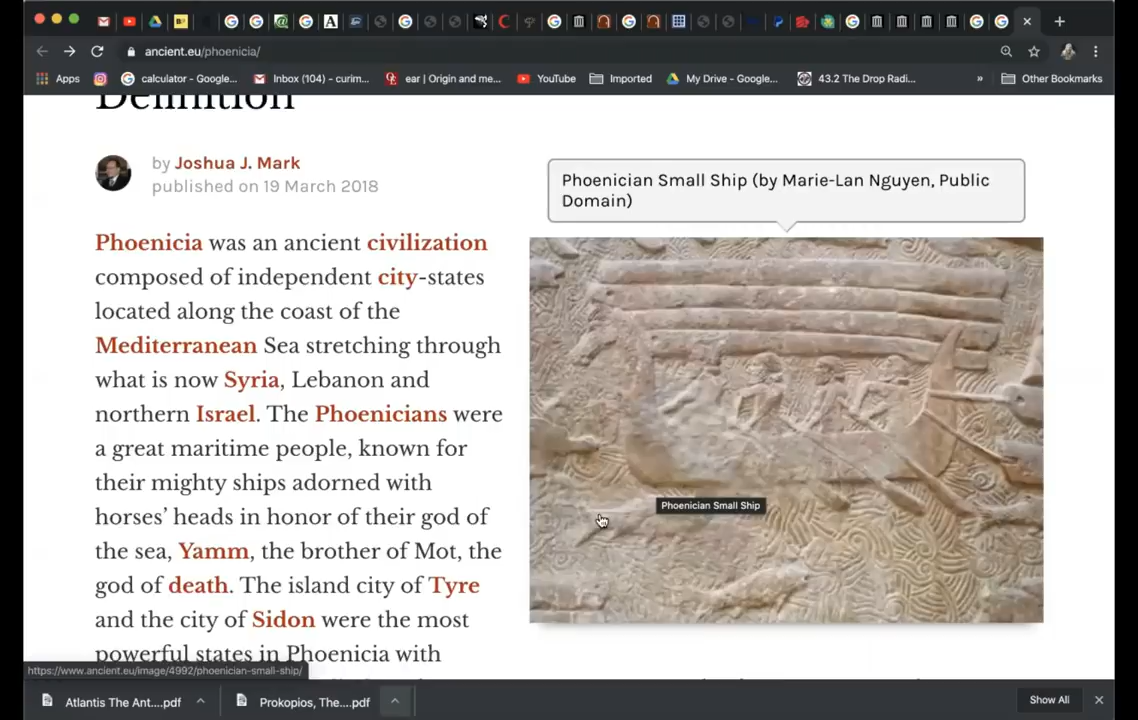 ancient.eu/phoenicia/
Apps
calculator - Google...
Inbox (104) - curim...
ear | Origin and me...
YouTube
Imported
My Drive - Google...
43.2 The Drop Radi...
»
Other Bookmarks
Definition
by Joshua J. Mark
published on 19 March 2018
Phoenicia was an ancient civilization
composed of independent city-states
located along the coast of the
Mediterranean Sea stretching through
what is now Syria, Lebanon and
northern Israel. The Phoenicians were
a great maritime people, known for
their mighty ships adorned with
horses’ heads in honor of their god of
the sea, Yamm, the brother of Mot, the
god of death. The island city of Tyre
and the city of Sidon were the most
powerful states in Phoenicia with
Phoenician Small Ship (by Marie-Lan Nguyen, Public
Domain)
Phoenician Small Ship
https://www.ancient.eu/image/4992/phoenician-small-ship/
Atlantis The Ant....pdf
Prokopios, The....pdf
Show All